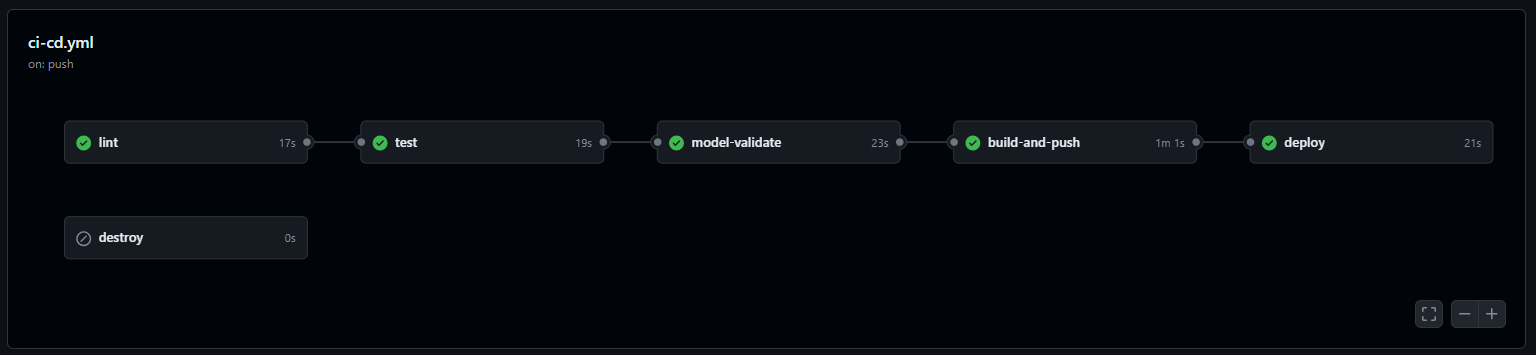 ci-cd.yml
on: push
lint 17s
test 19s
model-validate 23s
build-and-push 1m 1s
deploy 21s
destroy 0s